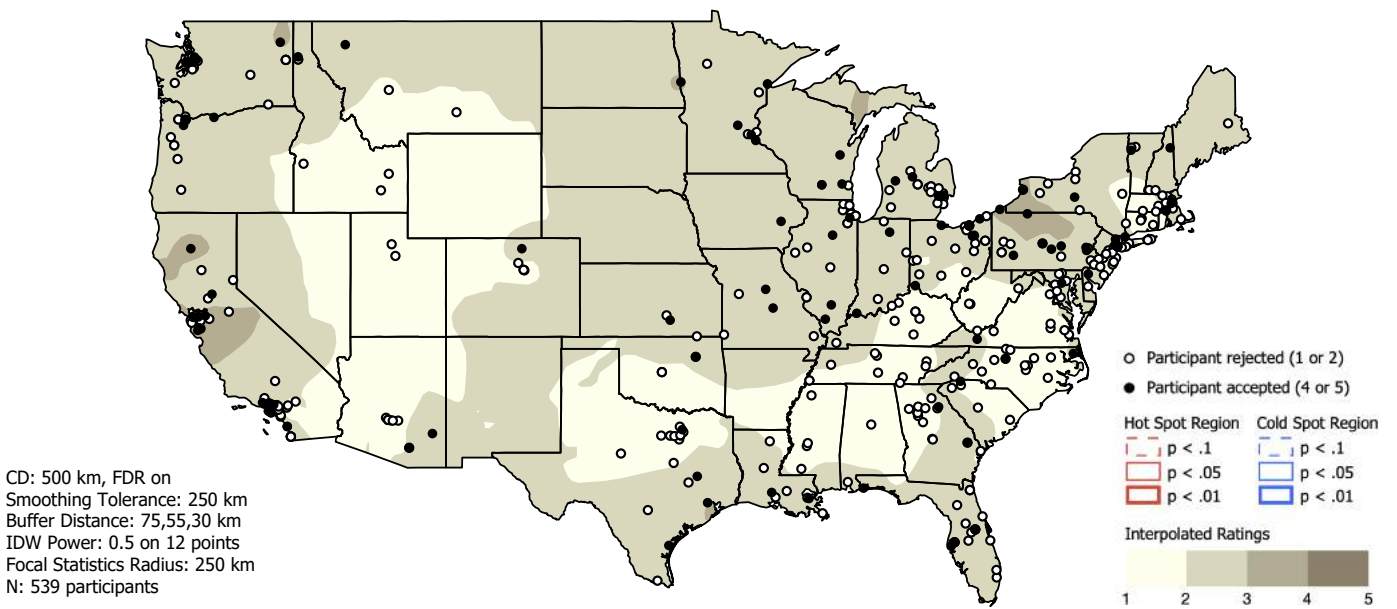 CD: 500 km, FDR on
Smoothing Tolerance: 250 km
Buffer Distance: 75,55,30 km
IDW Power: 0.5 on 12 points
Focal Statistics Radius: 250 km
N: 539 participants
Participant rejected (1 or 2)
Participant accepted (4 or 5)
Hot Spot Region Cold Spot Region
p < .1 p < .1
p < .05 p < .05
p < .01 p < .01
Interpolated Ratings
1 2 3 4 5